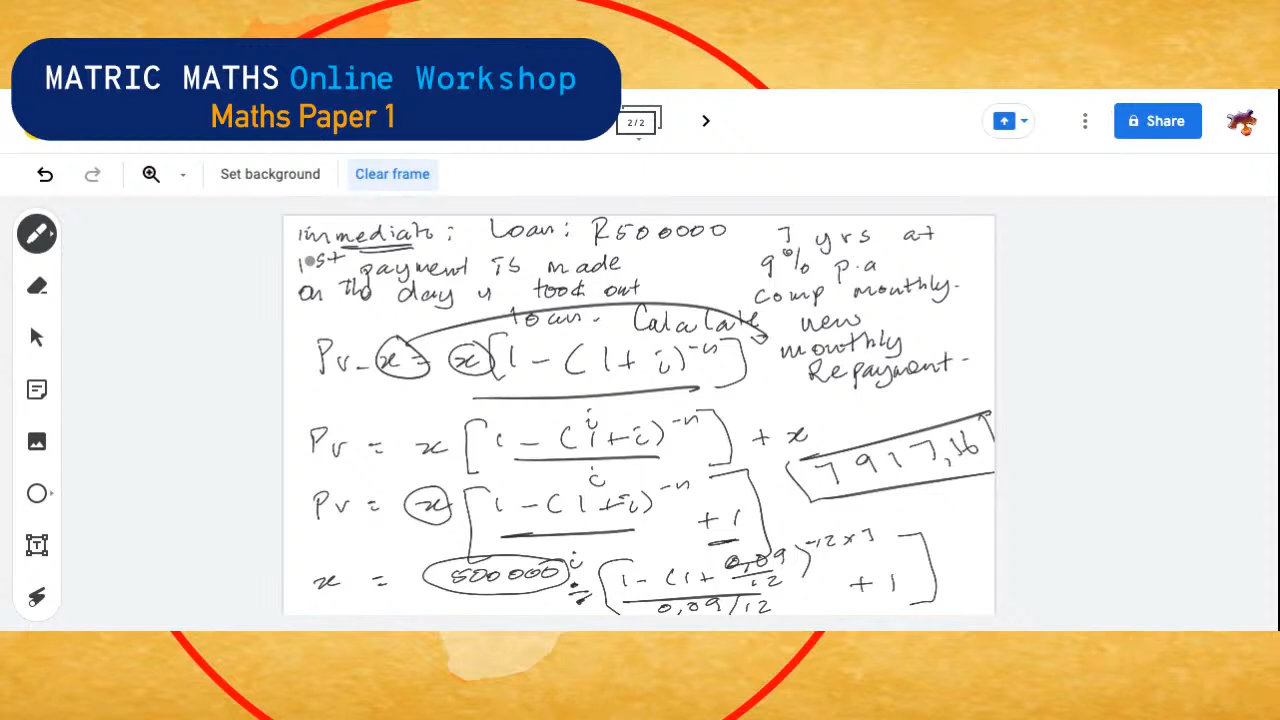 MATRIC MATHS Online Workshop
Maths Paper 1
2/2
Share
Set background
Clear frame
immediate: Loan: R500000 7 yrs at
1st payment is made 9% p.a
on the day u took out comp monthly.
loan. Calculate new
monthly
Repayment.
Pv - x = x[1 - (1 + i)^-n]
Pv = x[1 - (1+i)^-n / i] + x
7917,16
Pv = x[1 - (1+i)^-n / i + 1]
x = 500000 ÷ [1 - (1 + 0,09/12)^-12x7 / 0,09/12 + 1]